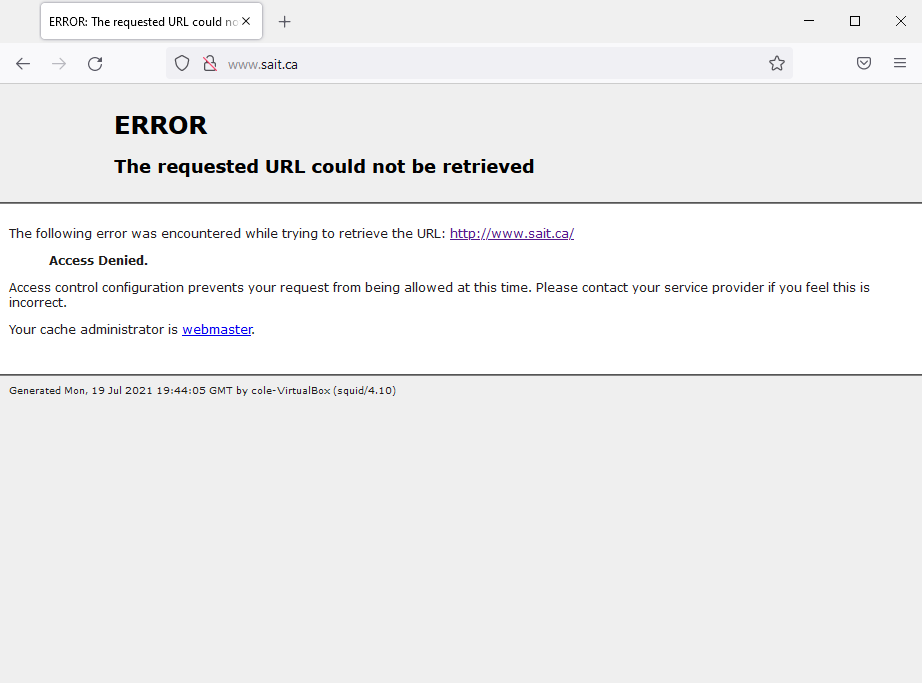 ERROR: The requested URL could no
www.sait.ca
ERROR
The requested URL could not be retrieved
The following error was encountered while trying to retrieve the URL: http://www.sait.ca/
Access Denied.
Access control configuration prevents your request from being allowed at this time. Please contact your service provider if you feel this is
incorrect.
Your cache administrator is webmaster.
Generated Mon, 19 Jul 2021 19:44:05 GMT by cole-VirtualBox (squid/4.10)